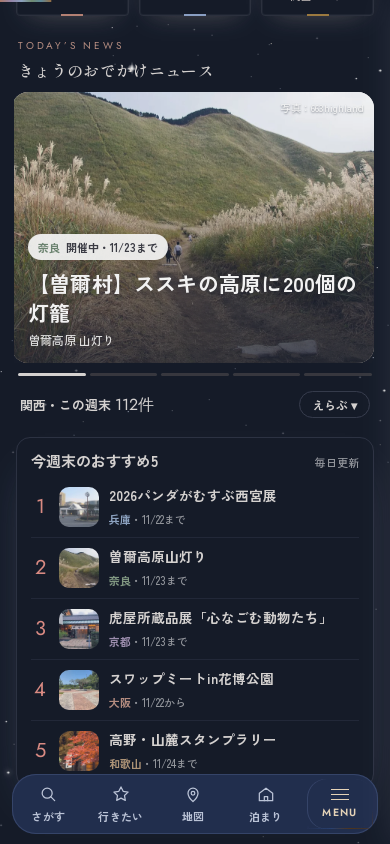 TODAY'S NEWS
きょうのおでかけニュース
写真：663highland
奈良 開催中・11/23まで
【曽爾村】ススキの高原に200個の
灯籠
曽爾高原 山灯り
関西・この週末 112件
えらぶ ▾
今週末のおすすめ5
毎日更新
1
2026パンダがむすぶ西宮展
兵庫・11/22まで
2
曽爾高原山灯り
奈良・11/23まで
3
虎屋所蔵品展「心なごむ動物たち」
京都・11/23まで
4
スワップミートin花博公園
大阪・11/22から
5
高野・山麓スタンプラリー
和歌山・11/24まで
さがす
行きたい
地図
泊まり
MENU